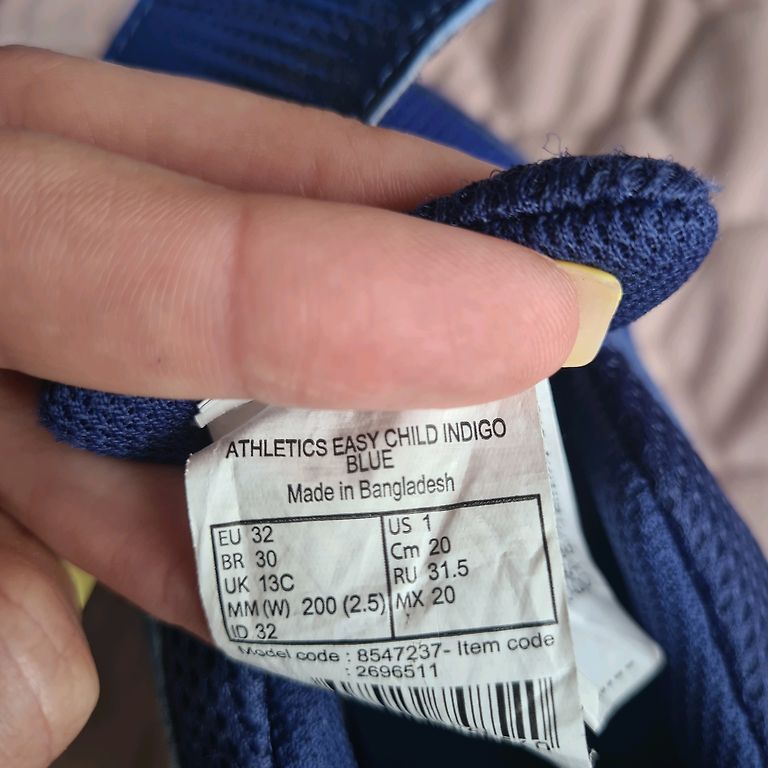 ATHLETICS EASY CHILD INDIGO
BLUE
Made in Bangladesh
EU 32
BR 30
UK 13C
MM (W) 200 (2.5)
ID 32
US 1
Cm 20
RU 31.5
MX 20
Model code : 8547237- Item code
: 2696511